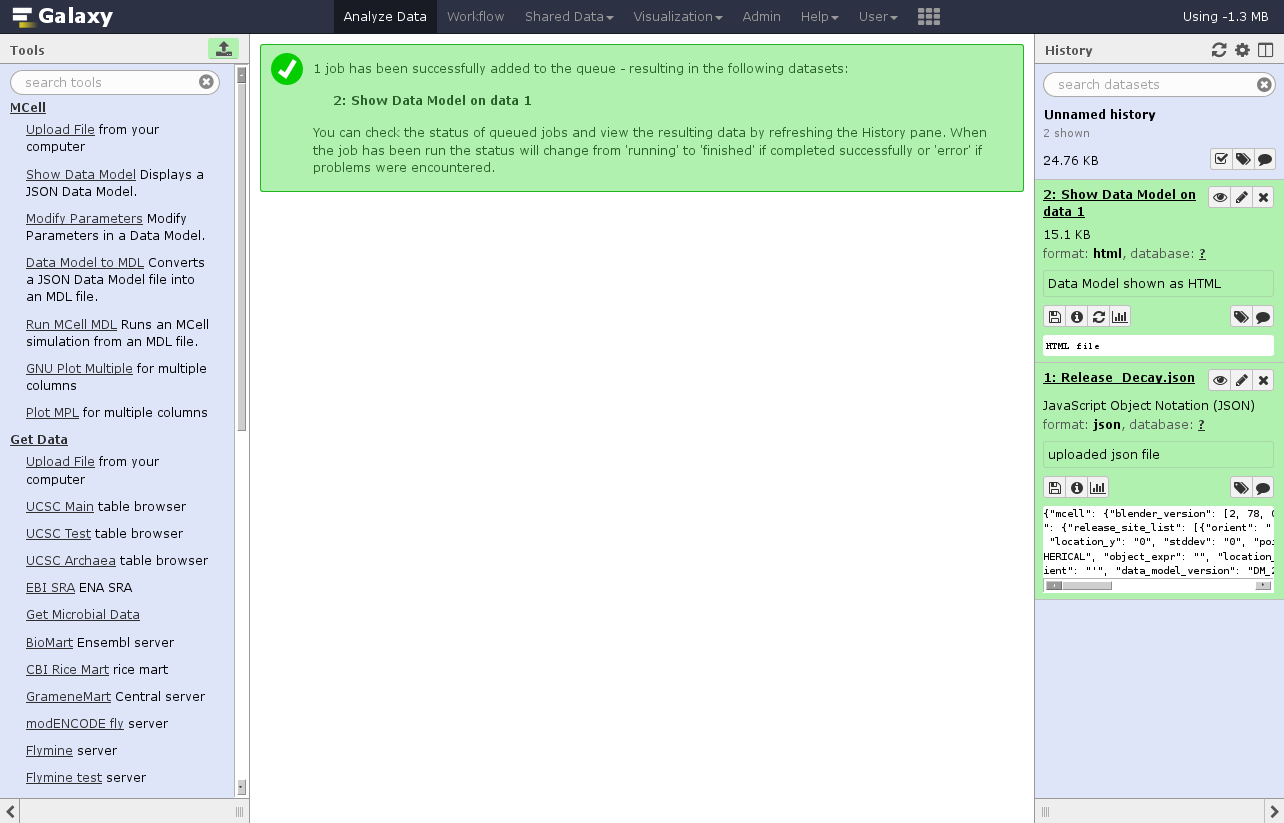 Galaxy
Analyze Data
Workflow
Shared Data
Visualization
Admin
Help
User
Using -1.3 MB
Tools
search tools
MCell
Upload File from your
computer
Show Data Model Displays a
JSON Data Model.
Modify Parameters Modify
Parameters in a Data Model.
Data Model to MDL Converts
a JSON Data Model file into
an MDL file.
Run MCell MDL Runs an MCell
simulation from an MDL file.
GNU Plot Multiple for multiple
columns
Plot MPL for multiple columns
Get Data
Upload File from your
computer
UCSC Main table browser
UCSC Test table browser
UCSC Archaea table browser
EBI SRA ENA SRA
Get Microbial Data
BioMart Ensembl server
CBI Rice Mart rice mart
GrameneMart Central server
modENCODE fly server
Flymine server
Flymine test server
1 job has been successfully added to the queue - resulting in the following datasets:
2: Show Data Model on data 1
You can check the status of queued jobs and view the resulting data by refreshing the History pane. When
the job has been run the status will change from 'running' to 'finished' if completed successfully or 'error' if
problems were encountered.
History
search datasets
Unnamed history
2 shown
24.76 KB
2: Show Data Model on
data 1
15.1 KB
format: html, database: ?
Data Model shown as HTML
HTML file
1: Release_Decay.json
JavaScript Object Notation (JSON)
format: json, database: ?
uploaded json file
{"mcell": {"blender_version": [2, 78,
": {"release_site_list": [{"orient": "
"location_y": "0", "stddev": "0", "poi
HERICAL", "object_expr": "", "location_
ient": "'", "data_model_version": "DM_2